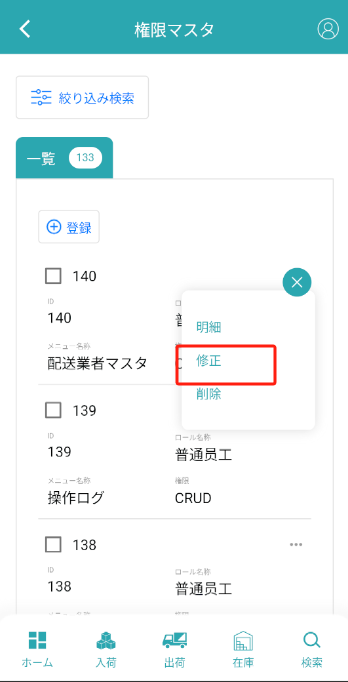 権限マスタ
絞り込み検索
一覧 133
登録
140
ID
140
メニュー名称
配送業者マスタ
明細
修正
削除
139
ID ロール名称
139 普通员工
メニュー名称 権限
操作ログ CRUD
138
ID ロール名称
138 普通员工
ホーム 入荷 出荷 在庫 検索